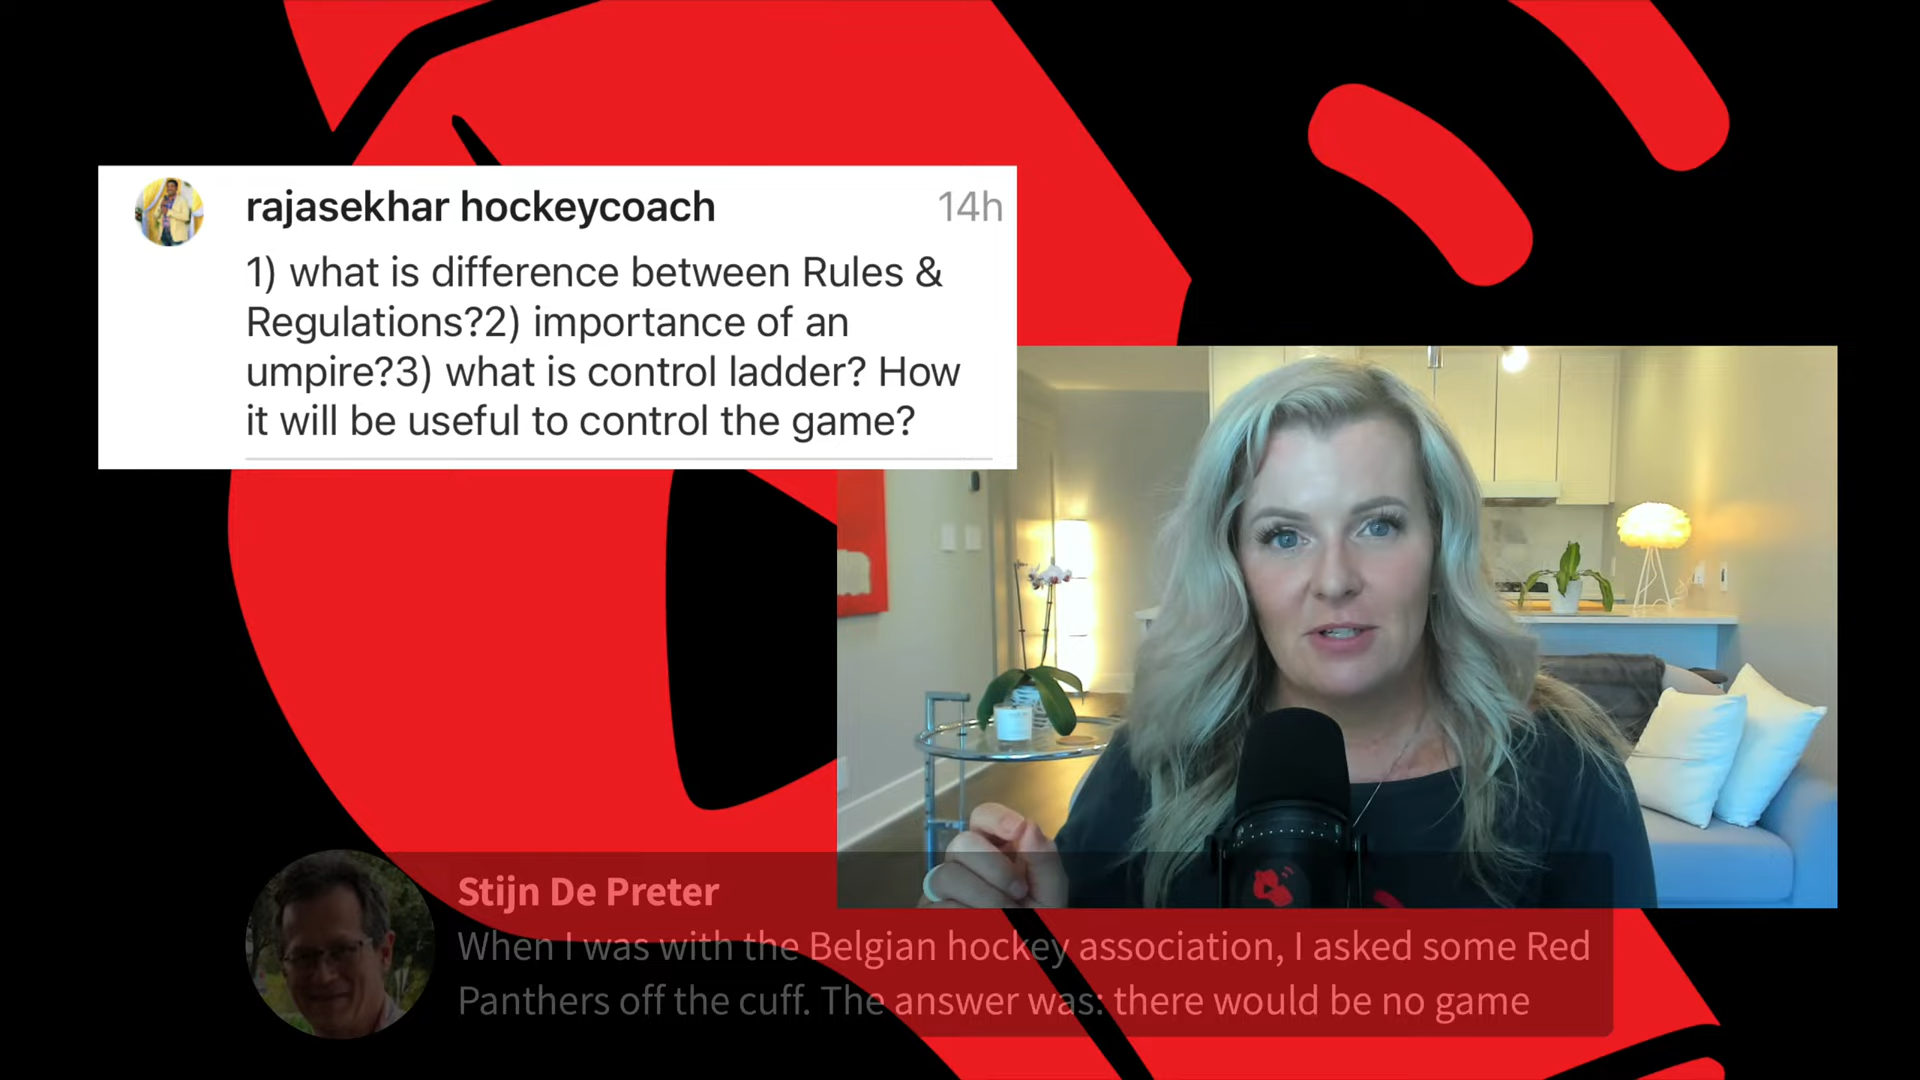 rajasekhar hockeycoach 14h
1) what is difference between Rules &
Regulations?2) importance of an
umpire?3) what is control ladder? How
it will be useful to control the game?
Stijn De Preter
When I was with the Belgian hockey association, I asked some Red
Panthers off the cuff. The answer was: there would be no game